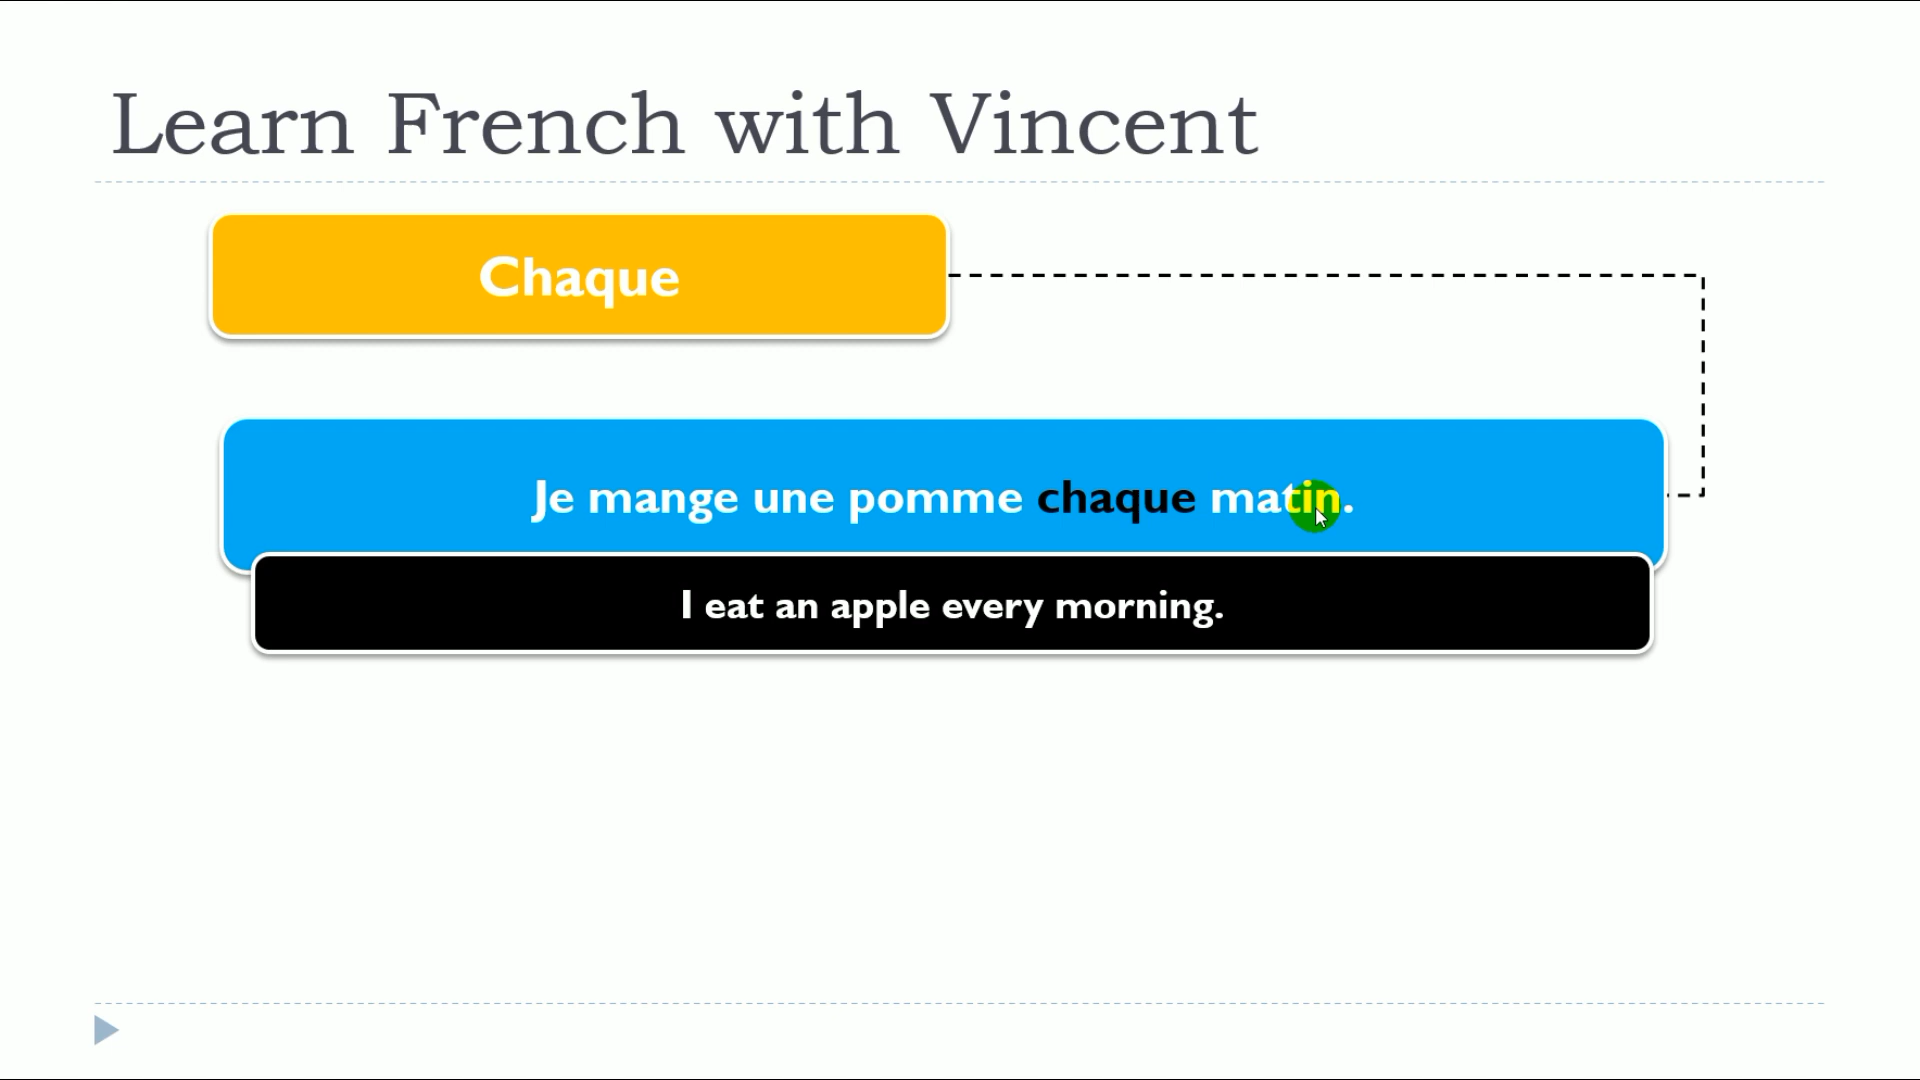 Learn French with Vincent
Chaque
Je mange une pomme chaque matin.
I eat an apple every morning.